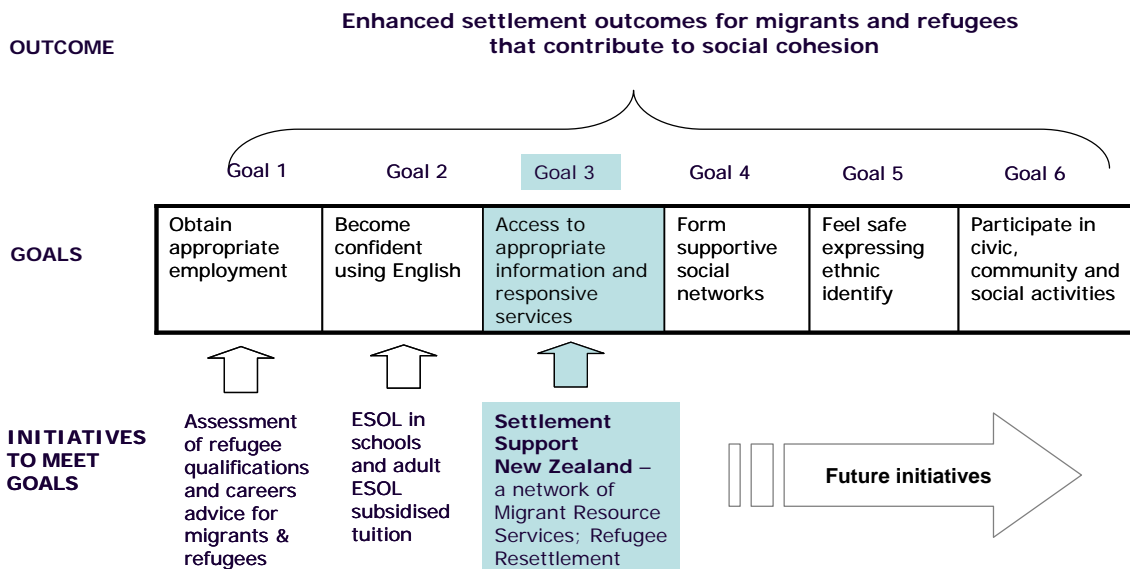 Enhanced settlement outcomes for migrants and refugees
that contribute to social cohesion
OUTCOME
Goal 1
Goal 2
Goal 3
Goal 4
Goal 5
Goal 6
GOALS
Obtain
appropriate
employment
Become
confident
using English
Access to
appropriate
information and
responsive
services
Form
supportive
social
networks
Feel safe
expressing
ethnic
identify
Participate in
civic,
community and
social activities
INITIATIVES
TO MEET
GOALS
Assessment
of refugee
qualifications
and careers
advice for
migrants &
refugees
ESOL in
schools
and adult
ESOL
subsidised
tuition
Settlement
Support
New Zealand –
a network of
Migrant Resource
Services; Refugee
Resettlement
Future initiatives